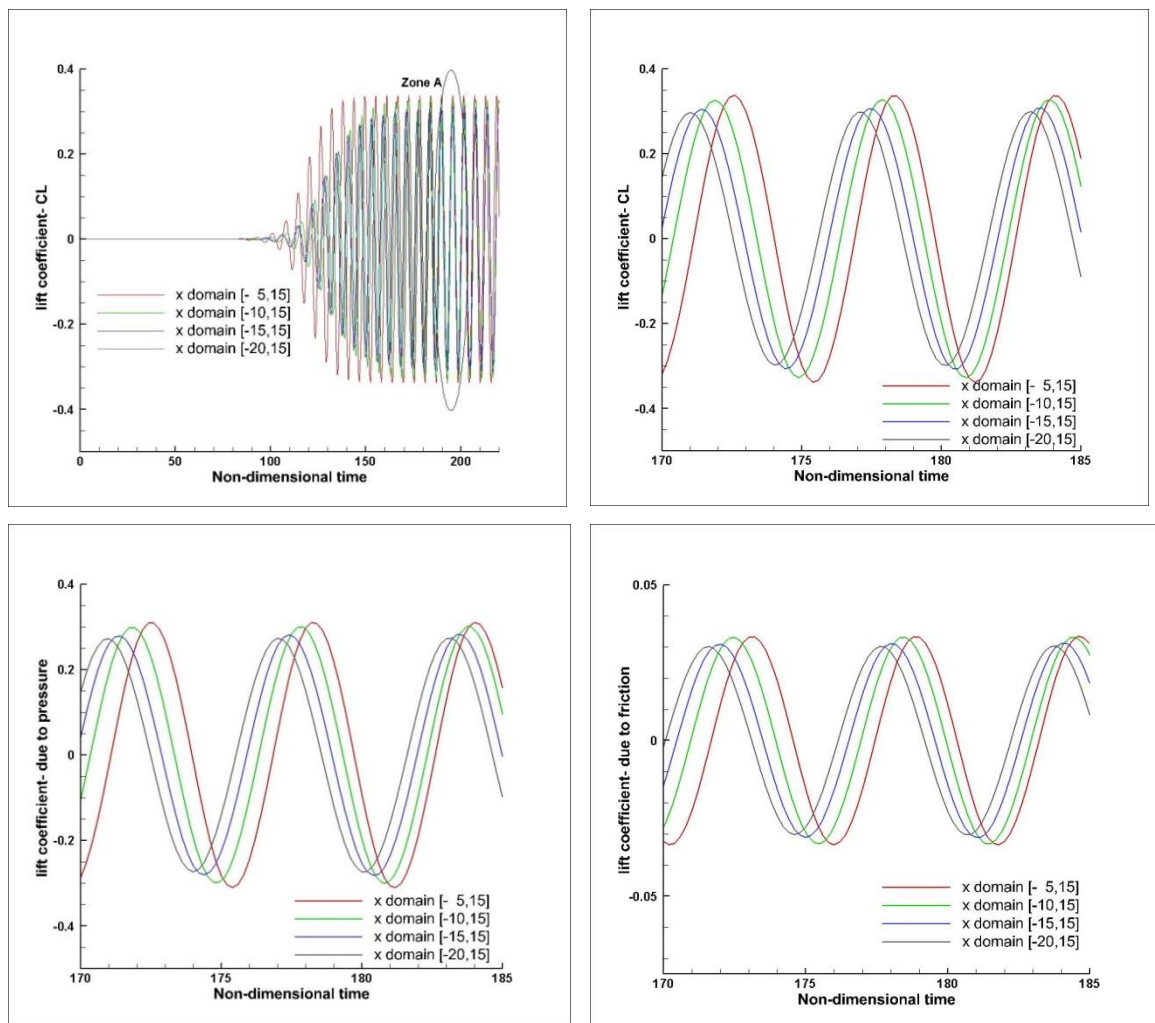 lift coefficient- CL
0.4
0.2
0
-0.2
-0.4
Zone A
x domain [- 5,15]
x domain [-10,15]
x domain [-15,15]
x domain [-20,15]
0 50 100 150 200
Non-dimensional time
lift coefficient- CL
0.4
0.2
0
-0.2
-0.4
x domain [- 5,15]
x domain [-10,15]
x domain [-15,15]
x domain [-20,15]
170 175 180 185
Non-dimensional time
lift coefficient- due to pressure
0.4
0.2
0
-0.2
-0.4
x domain [- 5,15]
x domain [-10,15]
x domain [-15,15]
x domain [-20,15]
170 175 180 185
Non-dimensional time
lift coefficient- due to friction
0.05
0
-0.05
x domain [- 5,15]
x domain [-10,15]
x domain [-15,15]
x domain [-20,15]
170 175 180 185
Non-dimensional time